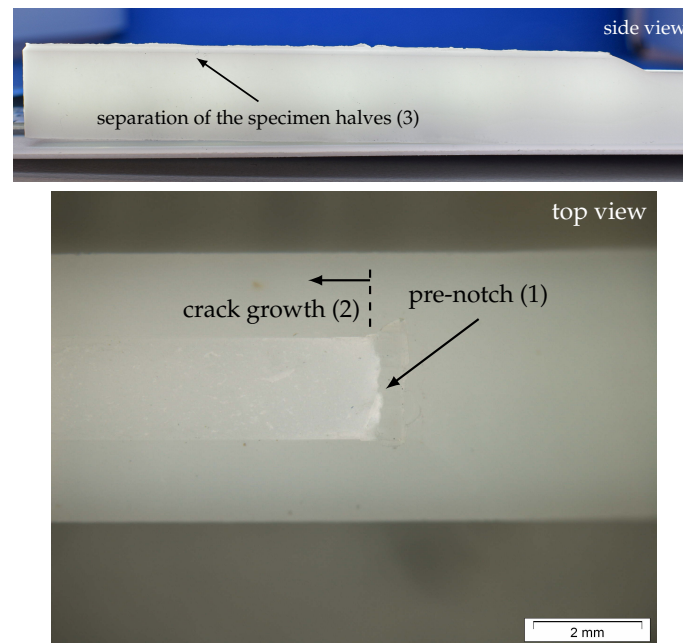 side view
separation of the specimen halves (3)
top view
crack growth (2)
pre-notch (1)
2 mm